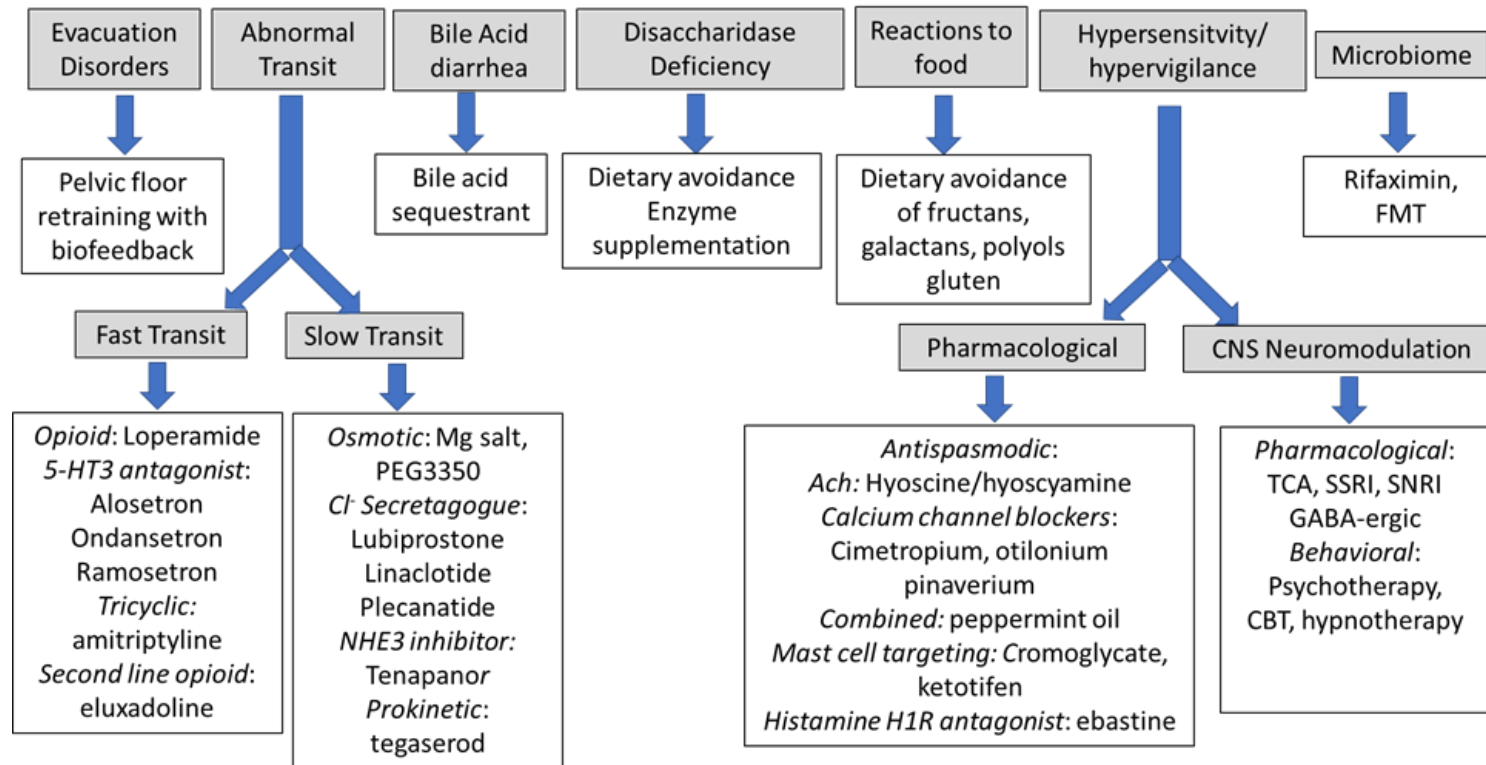 Evacuation
Disorders
Abnormal
Transit
Bile Acid
diarrhea
Disaccharidase
Deficiency
Reactions to
food
Hypersensitvity/
hypervigilance
Microbiome
Pelvic floor
retraining with
biofeedback
Bile acid
sequestrant
Dietary avoidance
Enzyme
supplementation
Dietary avoidance
of fructans,
galactans, polyols
gluten
Rifaximin,
FMT
Fast Transit
Slow Transit
Pharmacological
CNS Neuromodulation
Opioid: Loperamide
5-HT3 antagonist:
Alosetron
Ondansetron
Ramosetron
Tricyclic:
amitriptyline
Second line opioid:
eluxadoline
Osmotic: Mg salt,
PEG3350
Cl- Secretagogue:
Lubiprostone
Linaclotide
Plecanatide
NHE3 inhibitor:
Tenapanor
Prokinetic:
tegaserod
Antispasmodic:
Ach: Hyoscine/hyoscyamine
Calcium channel blockers:
Cimetropium, otilonium
pinaverium
Combined: peppermint oil
Mast cell targeting: Cromoglycate,
ketotifen
Histamine H1R antagonist: ebastine
Pharmacological:
TCA, SSRI, SNRI
GABA-ergic
Behavioral:
Psychotherapy,
CBT, hypnotherapy